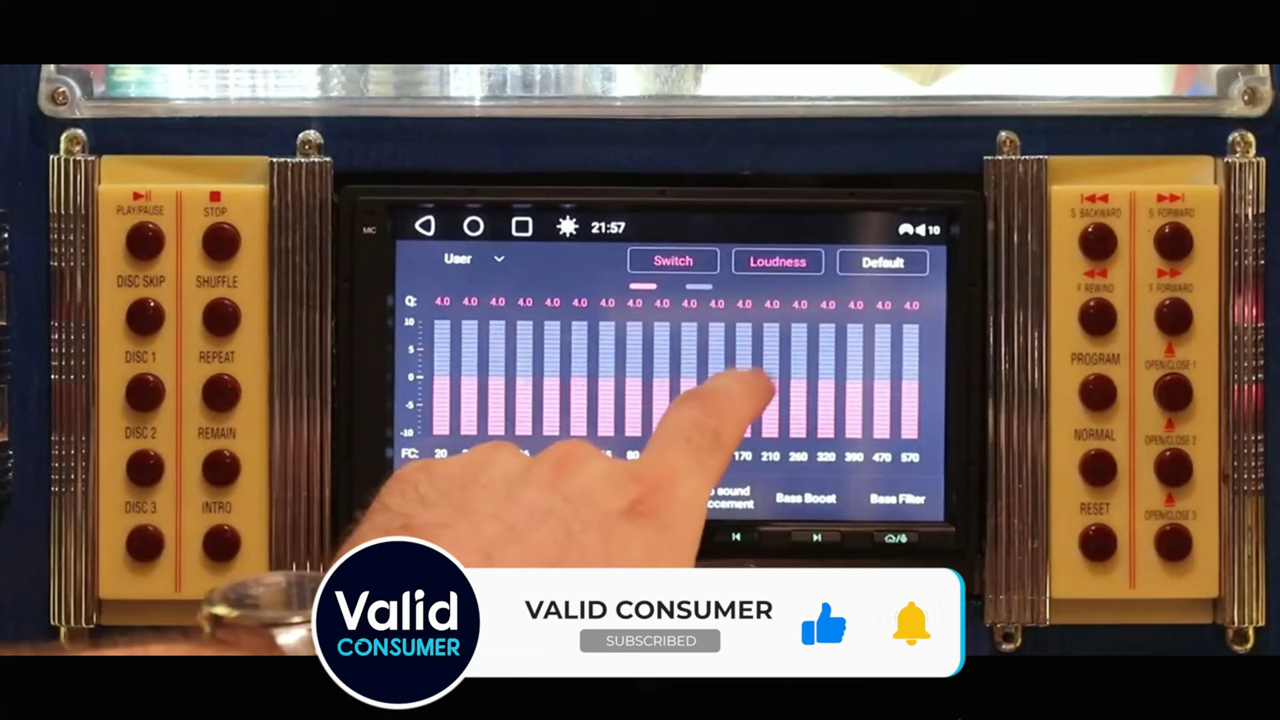 PLAY/PAUSE
STOP
DISC SKIP
SHUFFLE
DISC 1
REPEAT
DISC 2
REMAIN
DISC 3
INTRO
MIC
21:57
10
User
Switch
Loudness
Default
Q: 4.0 4.0 4.0 4.0 4.0 4.0 4.0 4.0 4.0 4.0 4.0 4.0 4.0 4.0 4.0 4.0 4.0 4.0
10
5
0
-5
-10
FC: 20
170 210 260 320 390 470 570
sound
Bass Boost
Bass Filter
S. BACKWARD
S. FORWARD
F. REWIND
F. FORWARD
PROGRAM
OPEN/CLOSE 1
NORMAL
OPEN/CLOSE 2
RESET
OPEN/CLOSE 3
Valid
CONSUMER
VALID CONSUMER
SUBSCRIBED